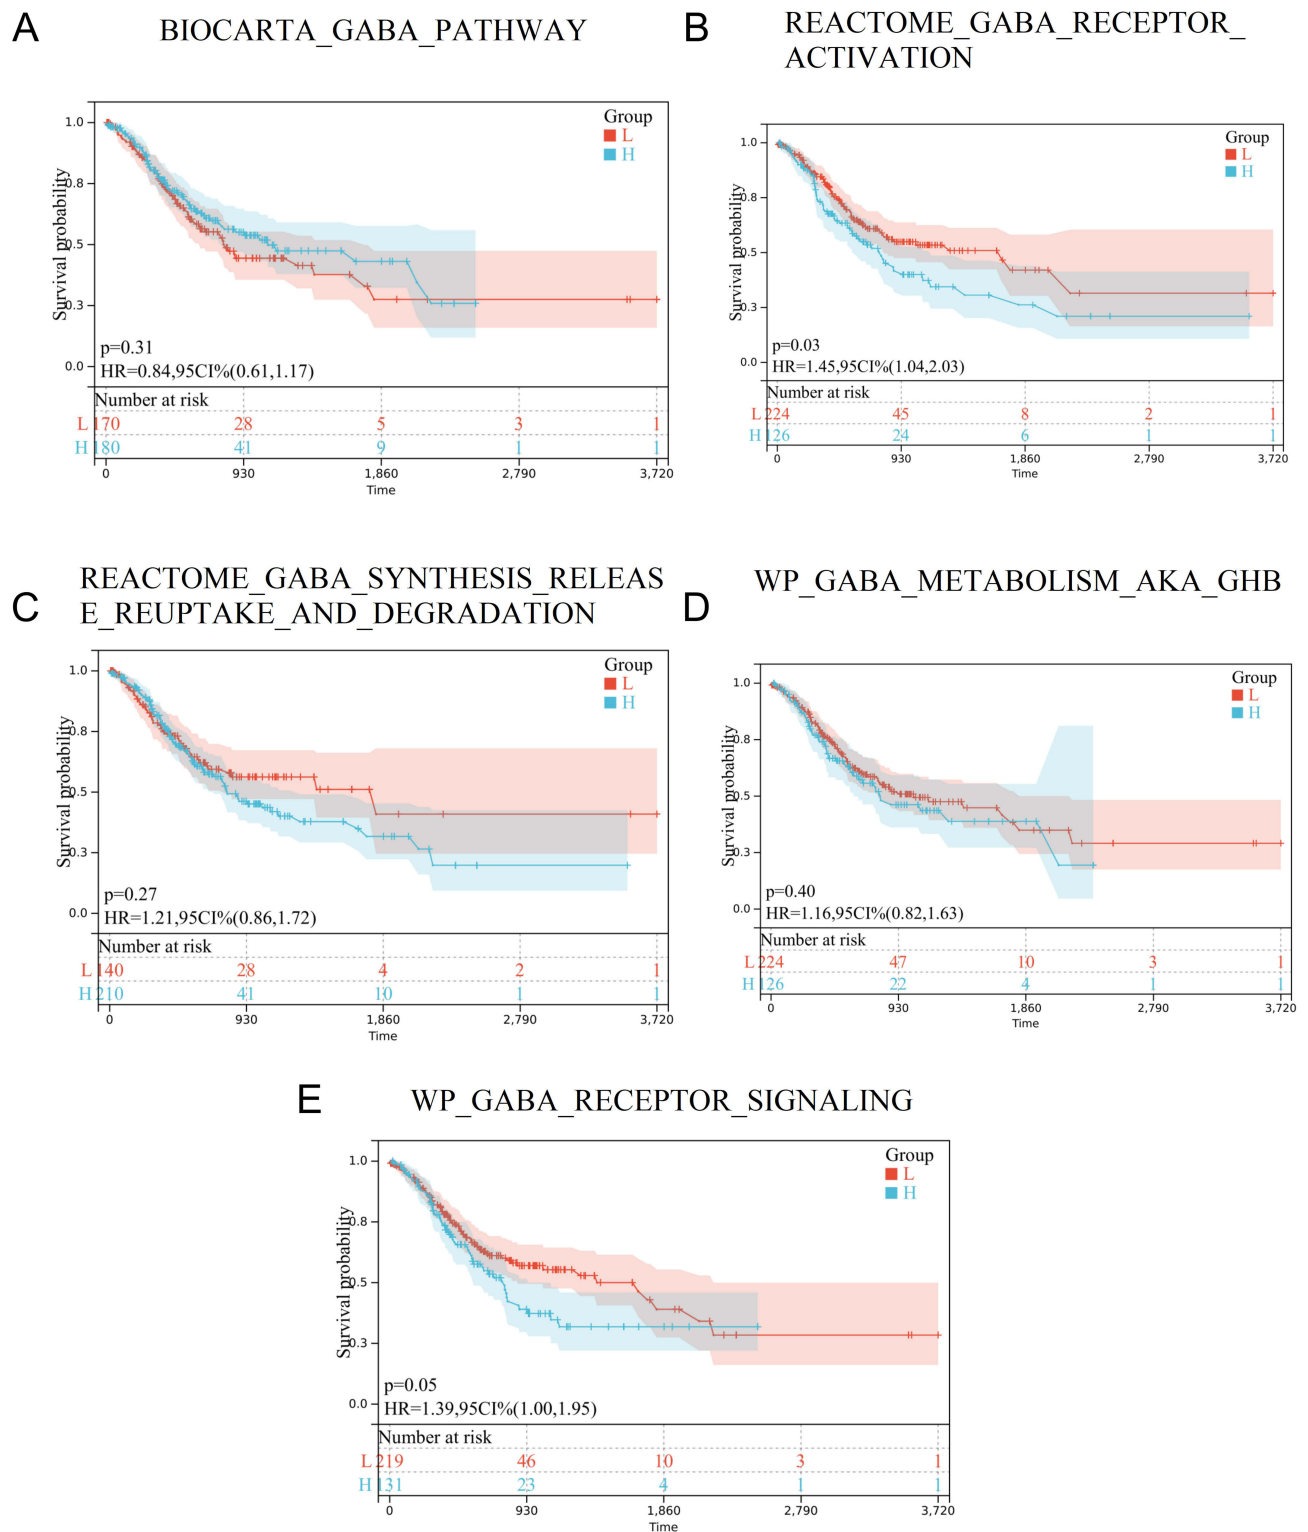 A
BIOCARTA_GABA_PATHWAY
Group
L
H
1.0
0.8
0.5
0.3
0.0
Survival probability
p=0.31
HR=0.84,95CI%(0.61,1.17)
Number at risk
L 170 28 5 3 1
H 180 41 9 1 1
0 930 1,860 2,790 3,720
Time
B
REACTOME_GABA_RECEPTOR_
ACTIVATION
Group
L
H
1.0
0.8
0.5
0.3
0.0
Survival probability
p=0.03
HR=1.45,95CI%(1.04,2.03)
Number at risk
L 224 45 8 2 1
H 126 24 6 1 1
0 930 1,860 2,790 3,720
Time
C
REACTOME_GABA_SYNTHESIS_RELEAS
E_REUPTAKE_AND_DEGRADATION
Group
L
H
1.0
0.8
0.5
0.3
0.0
Survival probability
p=0.27
HR=1.21,95CI%(0.86,1.72)
Number at risk
L 140 28 4 2 1
H 210 41 10 1 1
0 930 1,860 2,790 3,720
Time
D
WP_GABA_METABOLISM_AKA_GHB
Group
L
H
1.0
0.8
0.5
0.3
0.0
Survival probability
p=0.40
HR=1.16,95CI%(0.82,1.63)
Number at risk
L 224 47 10 3 1
H 126 22 4 1 1
0 930 1,860 2,790 3,720
Time
E
WP_GABA_RECEPTOR_SIGNALING
Group
L
H
1.0
0.8
0.5
0.3
0.0
Survival probability
p=0.05
HR=1.39,95CI%(1.00,1.95)
Number at risk
L 219 46 10 3 1
H 131 23 4 1 1
0 930 1,860 2,790 3,720
Time